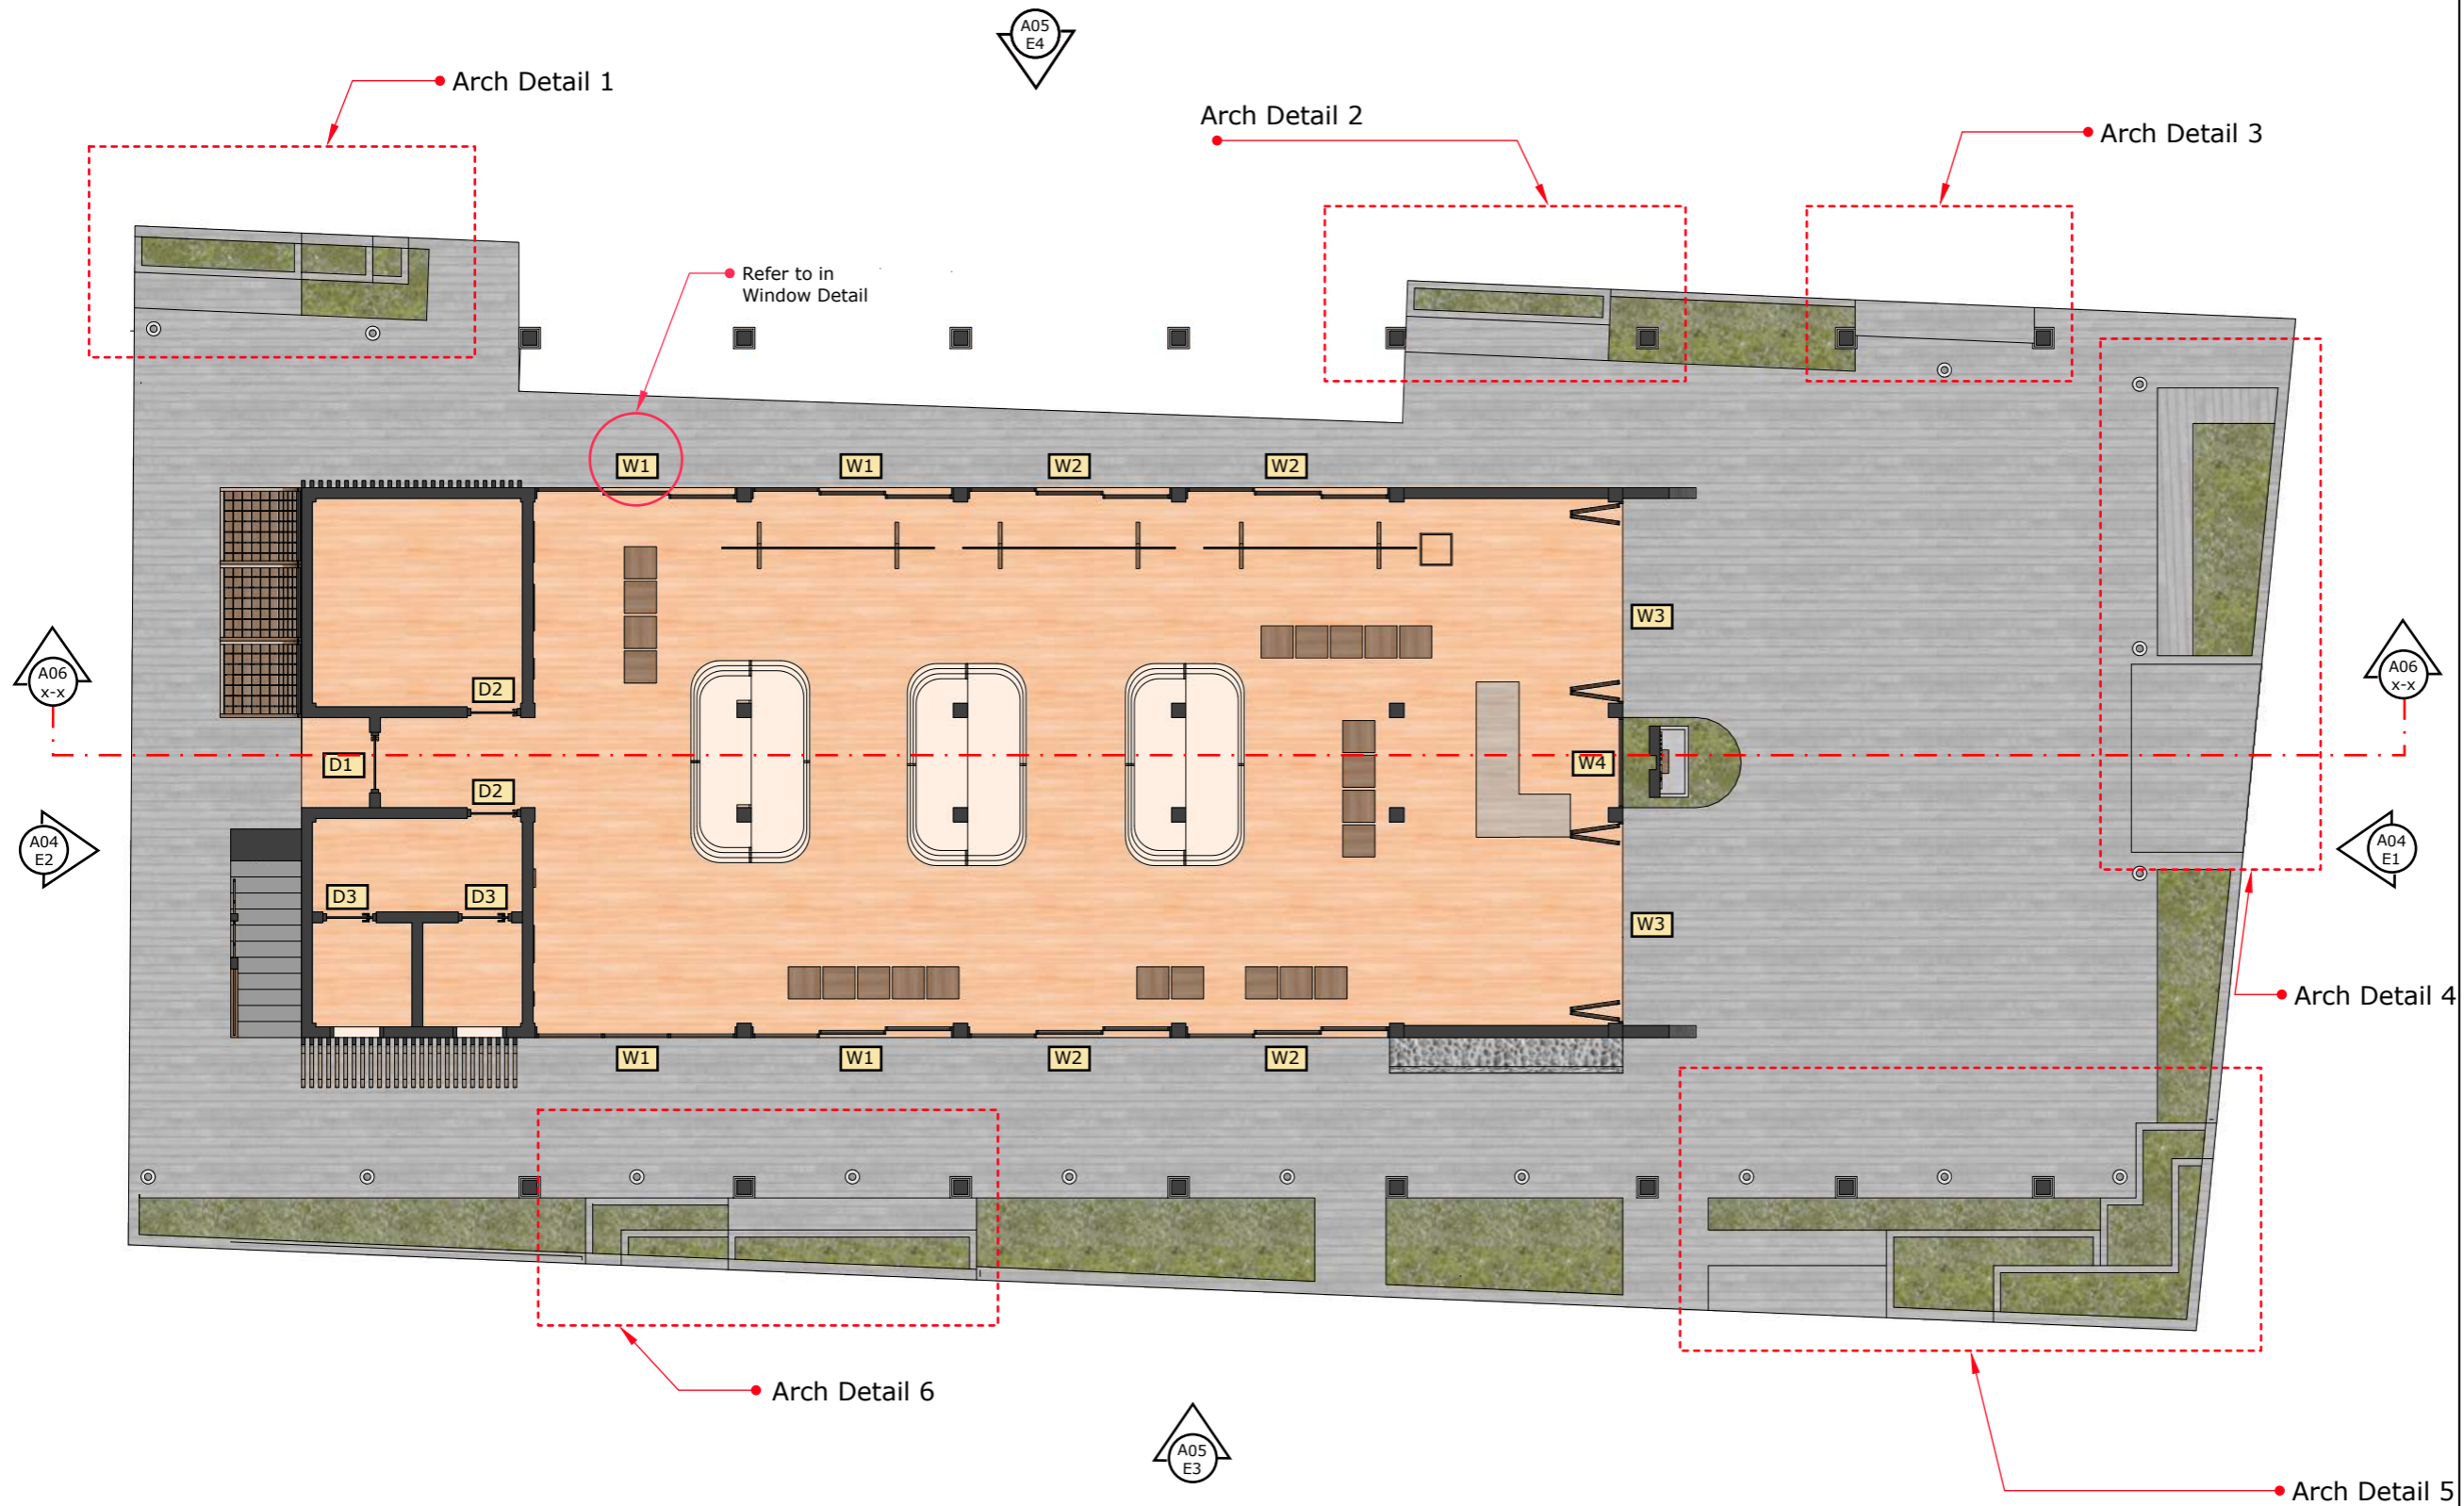 A05
E4
Arch Detail 1
Arch Detail 2
Arch Detail 3
Refer to in
Window Detail
W1
W1
W2
W2
W3
A06
x-x
A06
x-x
D2
D1
W4
D2
A04
E2
A04
E1
D3
D3
W3
Arch Detail 4
W1
W1
W2
W2
Arch Detail 6
A05
E3
Arch Detail 5